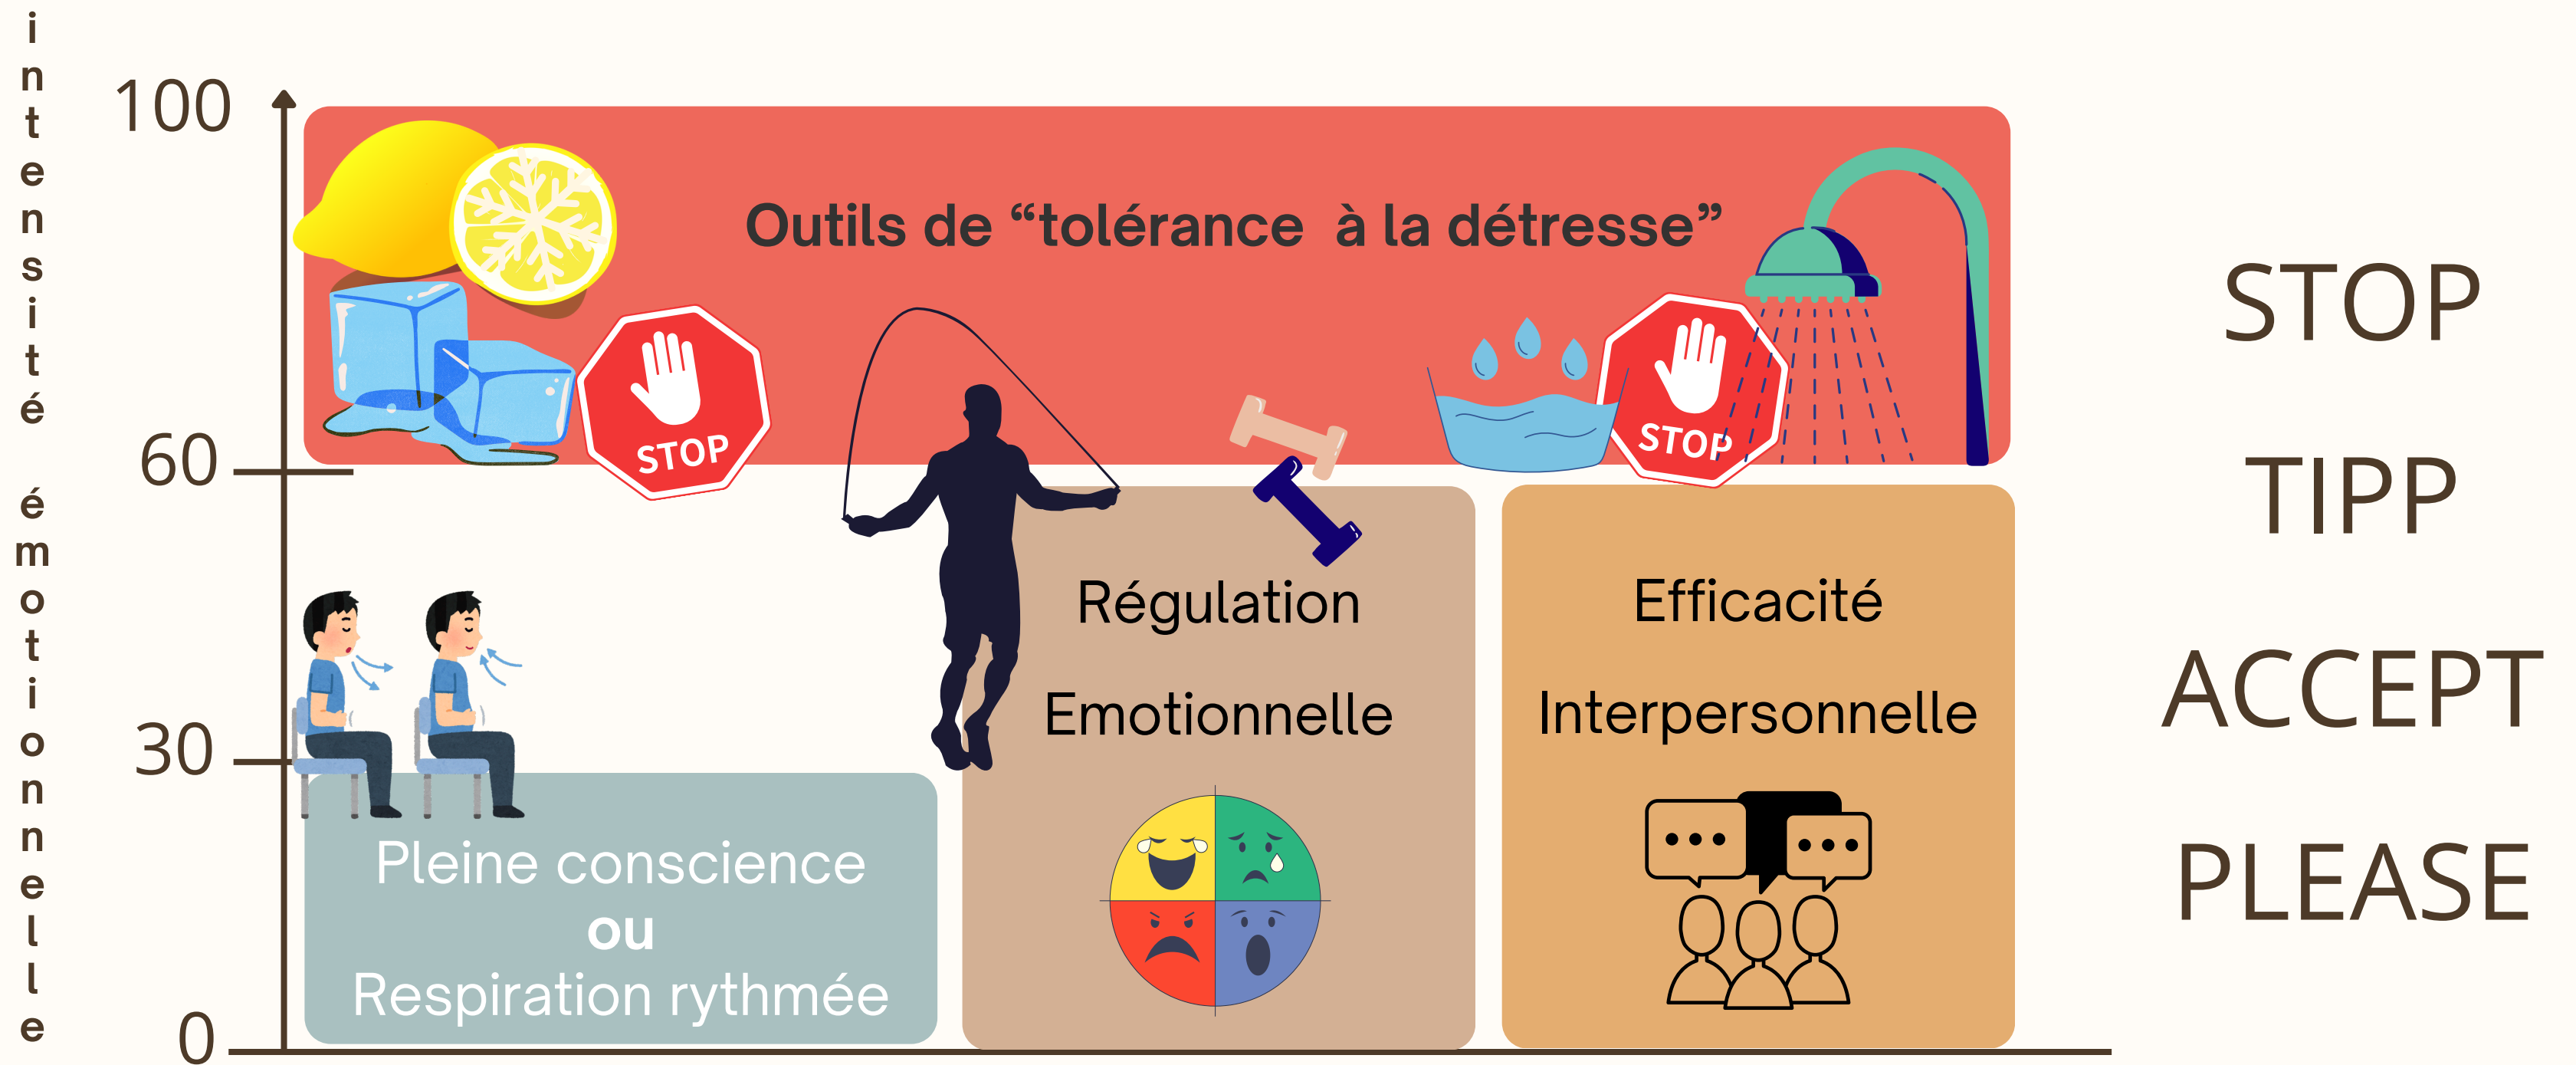 intensité émotionnelle
100
60
30
0
Outils de “tolérance  à la détresse”
STOP
STOP
Régulation
Emotionnelle
Efficacité
Interpersonnelle
Pleine conscience
ou
Respiration rythmée
STOP
TIPP
ACCEPT
PLEASE